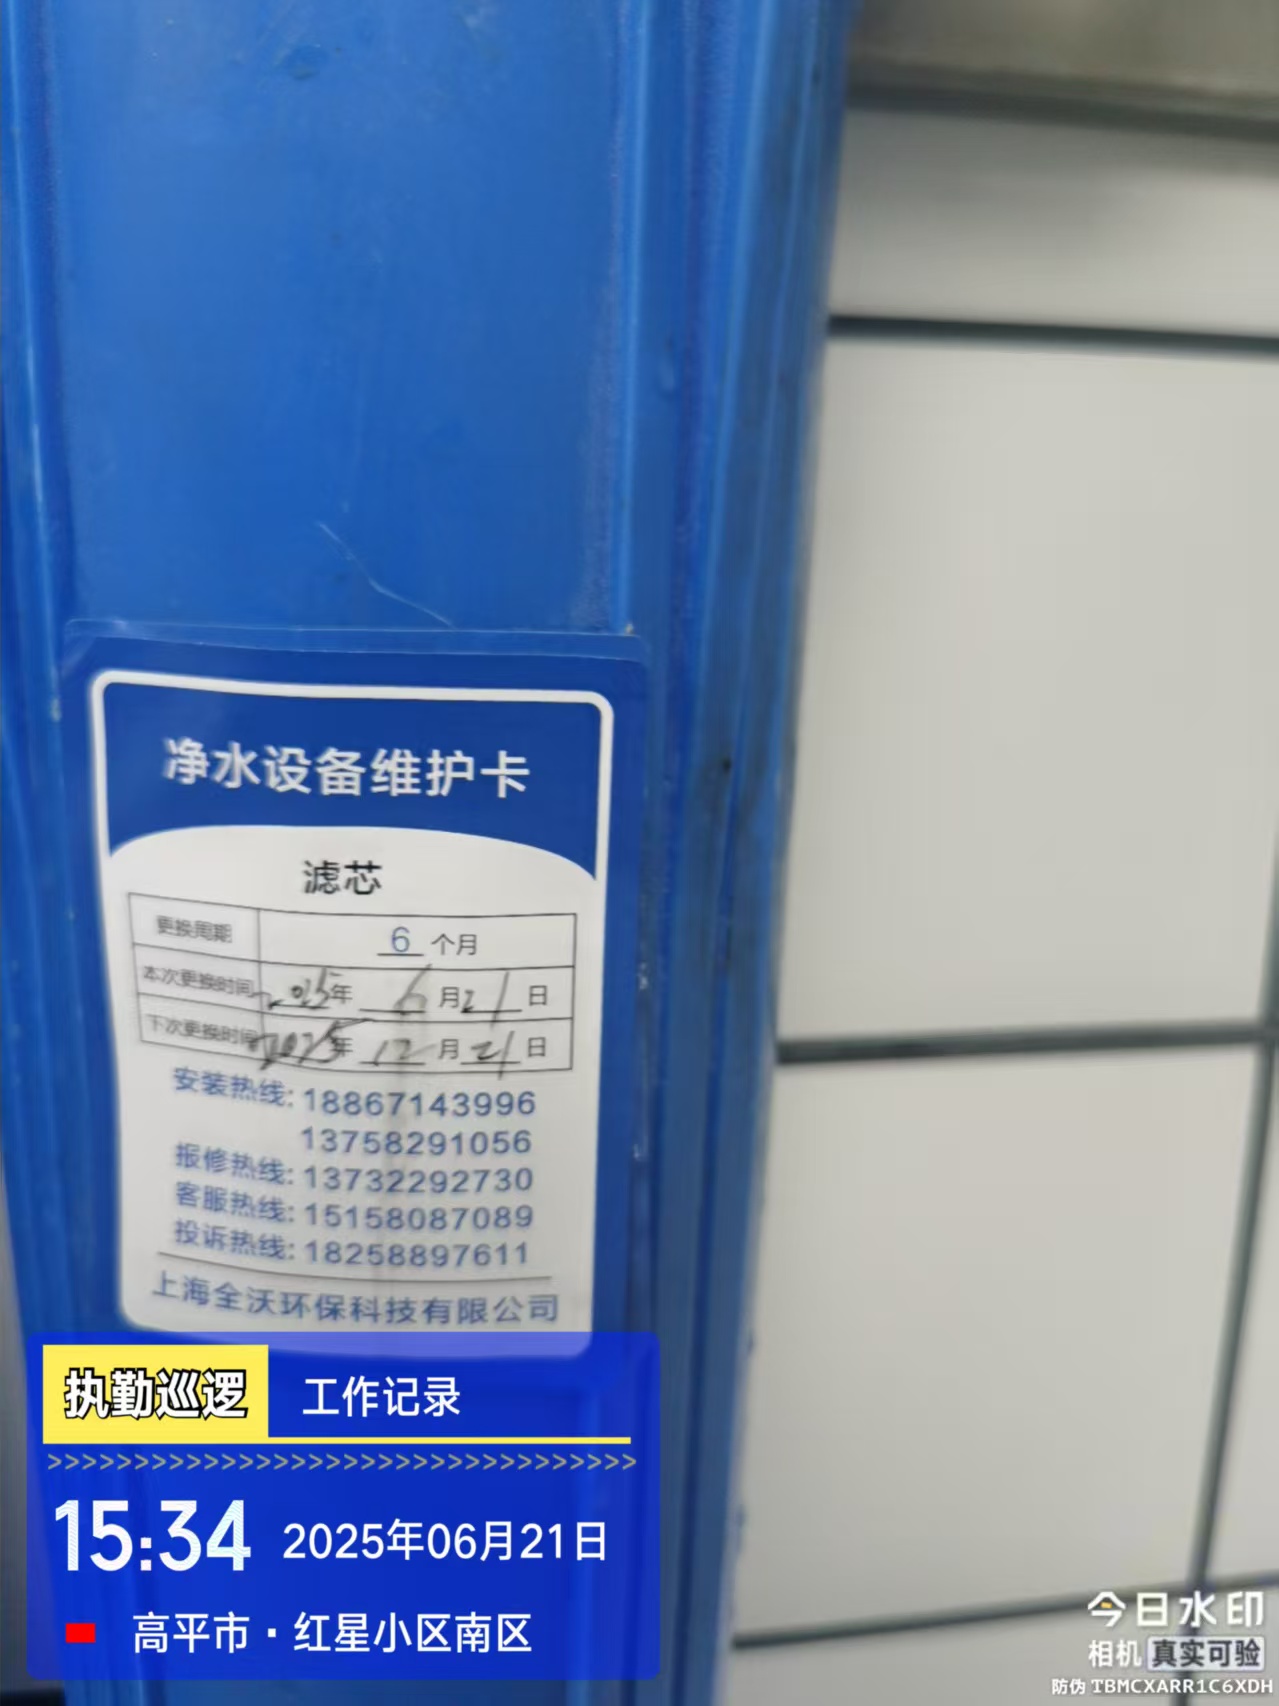 净水设备维护卡
滤芯
更换周期 6 个月
本次更换时间 2025年 6 月 21 日
下次更换时间 2025年 12 月 21 日
安装热线: 18867143996
13758291056
报修热线: 13732292730
客服热线: 15158087089
投诉热线: 18258897611
上海全沃环保科技有限公司
执勤巡逻 工作记录
>>>>>>>>>>>>>>>>>>>>>>>>>>>>>>>>>>
15:34 2025年06月21日
高平市·红星小区南区
今日水印
相机 真实可验
防伪 TBMCXARR1C6XDH